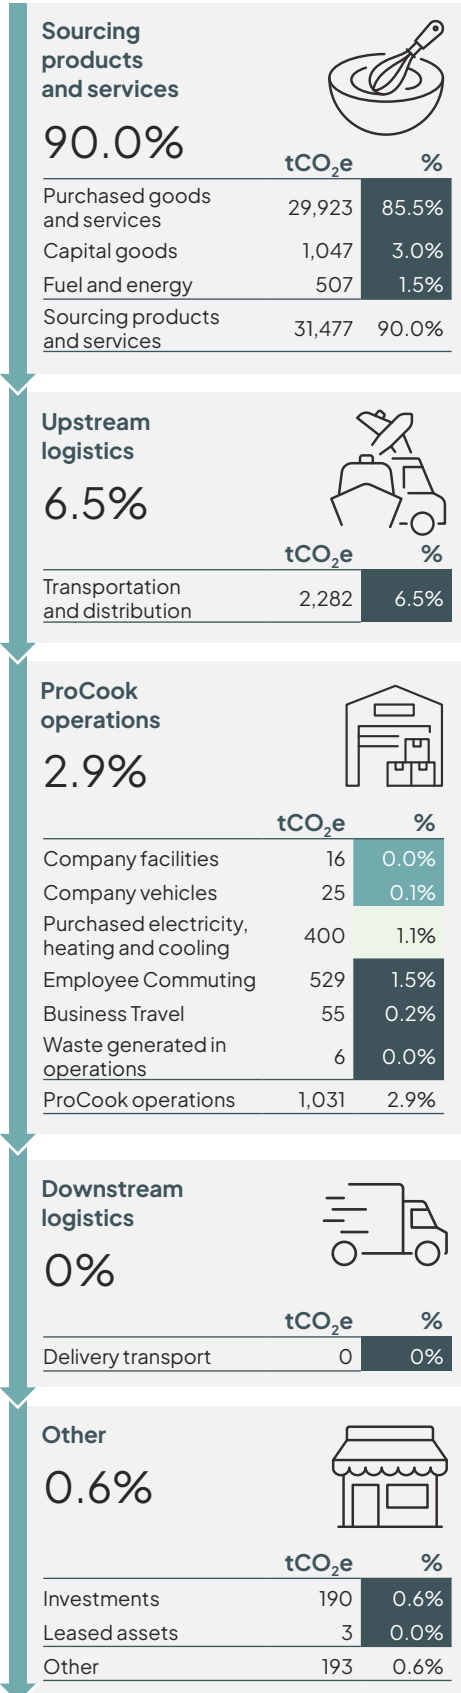 Sourcing
products
and services
90.0%
tCO₂e %
Purchased goods
and services 29,923 85.5%
Capital goods 1,047 3.0%
Fuel and energy 507 1.5%
Sourcing products
and services 31,477 90.0%
Upstream
logistics
6.5%
tCO₂e %
Transportation
and distribution 2,282 6.5%
ProCook
operations
2.9%
tCO₂e %
Company facilities 16 0.0%
Company vehicles 25 0.1%
Purchased electricity,
heating and cooling 400 1.1%
Employee Commuting 529 1.5%
Business Travel 55 0.2%
Waste generated in
operations 6 0.0%
ProCook operations 1,031 2.9%
Downstream
logistics
0%
tCO₂e %
Delivery transport 0 0%
Other
0.6%
tCO₂e %
Investments 190 0.6%
Leased assets 3 0.0%
Other 193 0.6%